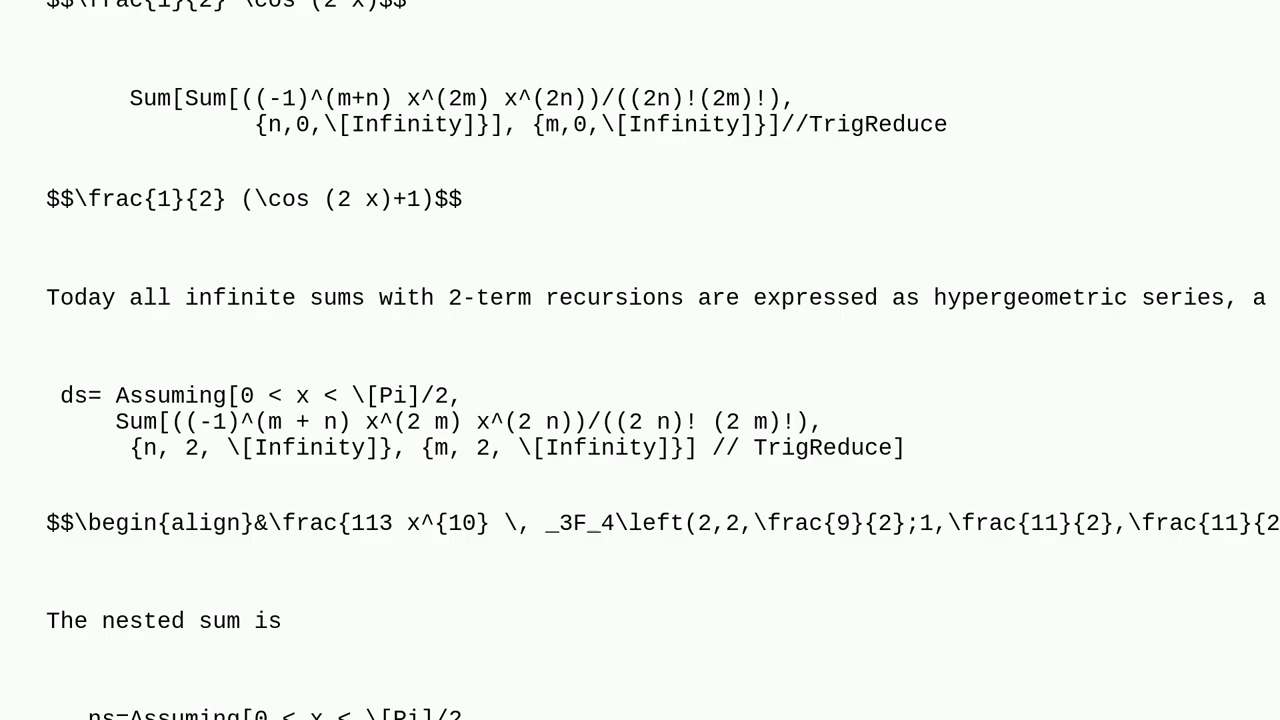 $$\frac{1}{2} \cos (2 x)$$
Sum[Sum[((-1)^(m+n) x^(2m) x^(2n))/((2n)!(2m)!),
{n,0,\[Infinity]}], {m,0,\[Infinity]}]//TrigReduce
$$\frac{1}{2} (\cos (2 x)+1)$$
Today all infinite sums with 2-term recursions are expressed as hypergeometric series, a
ds= Assuming[0 < x < \[Pi]/2,
Sum[((-1)^(m + n) x^(2 m) x^(2 n))/((2 n)! (2 m)!),
{n, 2, \[Infinity]}, {m, 2, \[Infinity]}] // TrigReduce]
$$\begin{align}&\frac{113 x^{10} \, _3F_4\left(2,2,\frac{9}{2};1,\frac{11}{2},\frac{11}{2
The nested sum is
ns=Assuming[0 < x < \[Pi]/2,